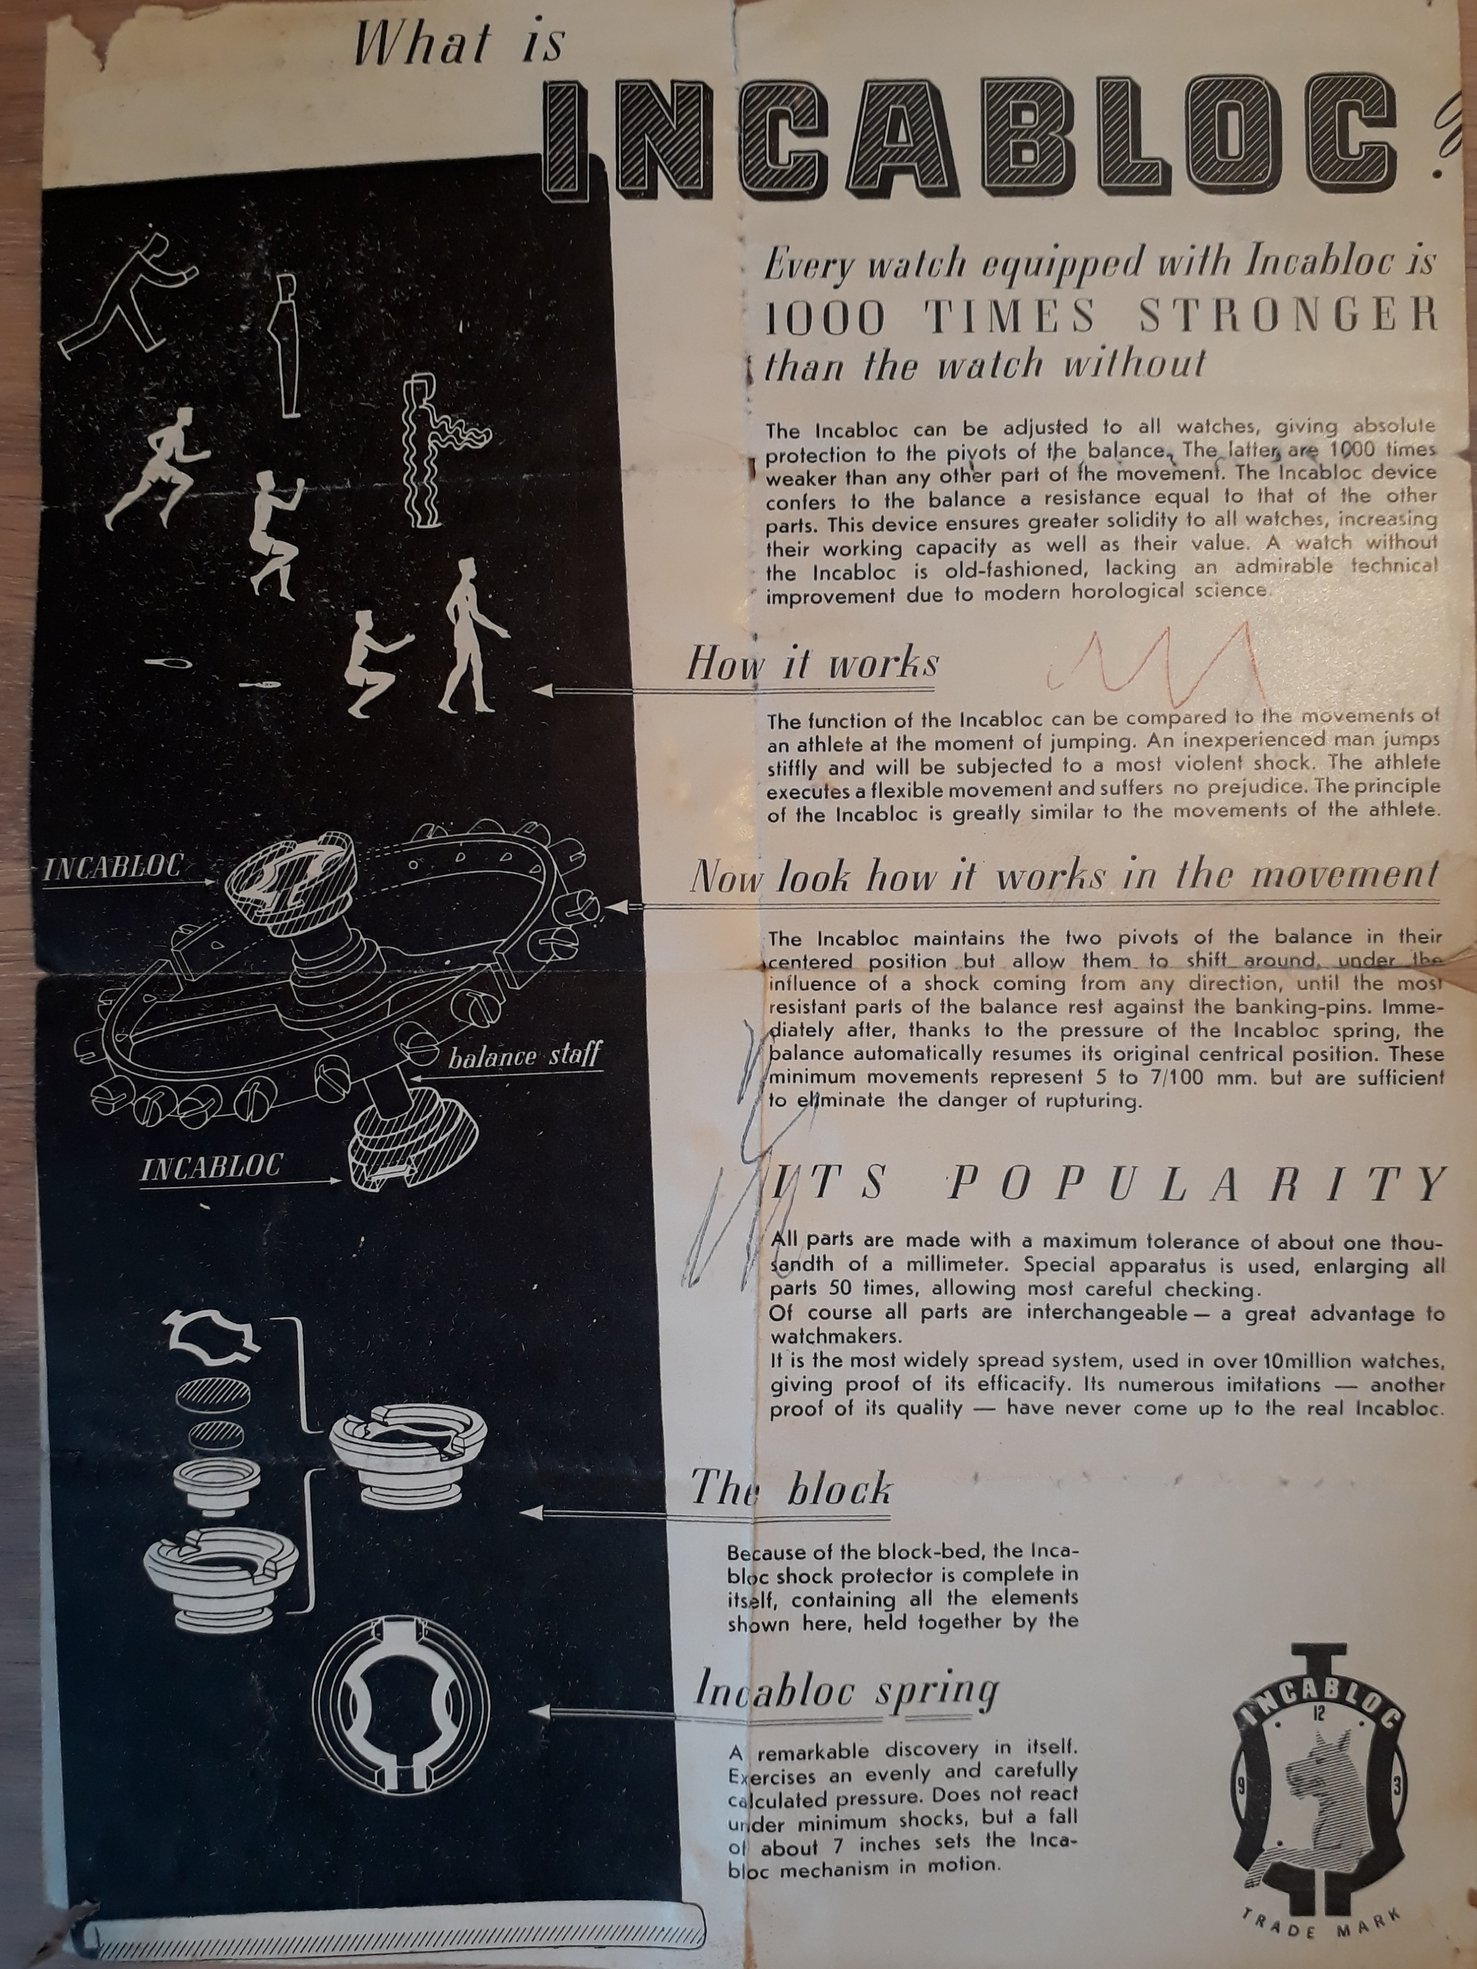 What is
INCABLOC?
Every watch equipped with Incabloc is
1000 TIMES STRONGER
than the watch without
The Incabloc can be adjusted to all watches, giving absolute
protection to the pivots of the balance. The latter are 1000 times
weaker than any other part of the movement. The Incabloc device
confers to the balance a resistance equal to that of the other
parts. This device ensures greater solidity to all watches, increasing
their working capacity as well as their value. A watch without
the Incabloc is old-fashioned, lacking an admirable technical
improvement due to modern horological science.
How it works
The function of the Incabloc can be compared to the movements of
an athlete at the moment of jumping. An inexperienced man jumps
stiffly and will be subjected to a most violent shock. The athlete
executes a flexible movement and suffers no prejudice. The principle
of the Incabloc is greatly similar to the movements of the athlete.
INCABLOC
balance staff
INCABLOC
Now look how it works in the movement
The Incabloc maintains the two pivots of the balance in their
centered position but allow them to shift around, under the
influence of a shock coming from any direction, until the most
resistant parts of the balance rest against the banking-pins. Imme-
diately after, thanks to the pressure of the Incabloc spring, the
balance automatically resumes its original centrical position. These
minimum movements represent 5 to 7/100 mm. but are sufficient
to eliminate the danger of rupturing.
ITS POPULARITY
All parts are made with a maximum tolerance of about one thou-
sandth of a millimeter. Special apparatus is used, enlarging all
parts 50 times, allowing most careful checking.
Of course all parts are interchangeable — a great advantage to
watchmakers.
It is the most widely spread system, used in over 10 million watches,
giving proof of its efficacify. Its numerous imitations — another
proof of its quality — have never come up to the real Incabloc.
The block
Because of the block-bed, the Inca-
bloc shock protector is complete in
itself, containing all the elements
shown here, held together by the
Incabloc spring
A remarkable discovery in itself.
Exercises an evenly and carefully
calculated pressure. Does not react
under minimum shocks, but a fall
of about 7 inches sets the Inca-
bloc mechanism in motion.
INCABLOC
12
9 3
TRADE MARK